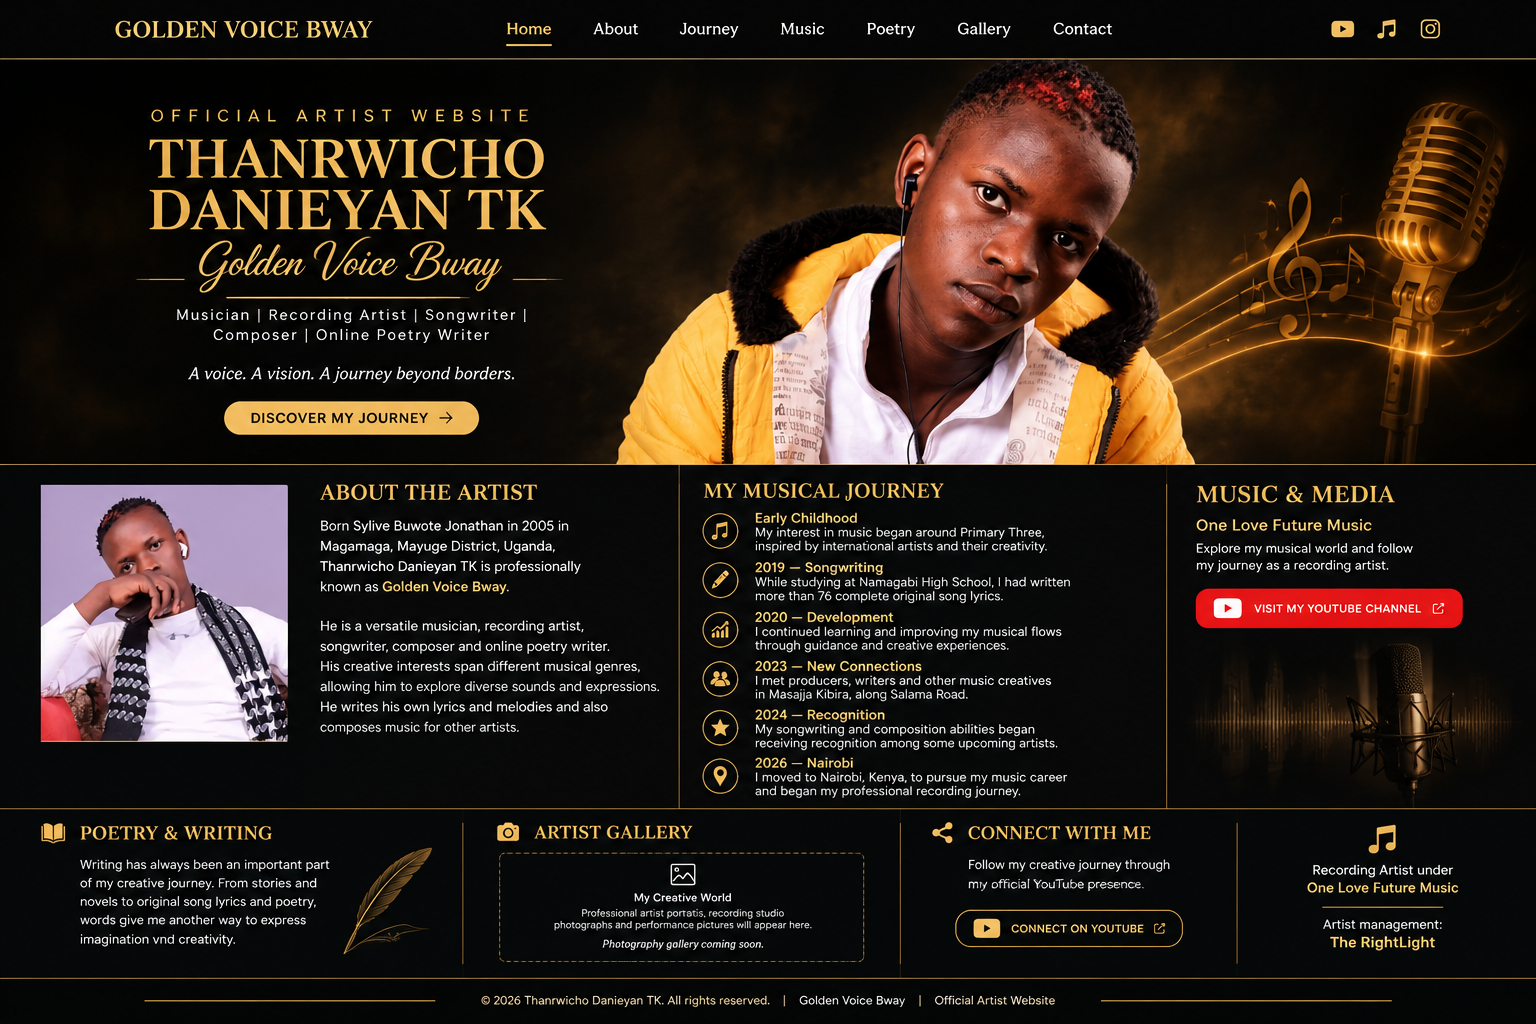 GOLDEN VOICE BWAY
Home
About
Journey
Music
Poetry
Gallery
Contact
OFFICIAL ARTIST WEBSITE
THANRWICHO
DANIEYAN TK
Golden Voice Bway
Musician | Recording Artist | Songwriter |
Composer | Online Poetry Writer
A voice. A vision. A journey beyond borders.
DISCOVER MY JOURNEY →
ABOUT THE ARTIST
Born Sylive Buwote Jonathan in 2005 in
Magamaga, Mayuge District, Uganda,
Thanrwicho Danieyan TK is professionally
known as Golden Voice Bway.
He is a versatile musician, recording artist,
songwriter, composer and online poetry writer.
His creative interests span different musical genres,
allowing him to explore diverse sounds and expressions.
He writes his own lyrics and melodies and also
composes music for other artists.
MY MUSICAL JOURNEY
Early Childhood
My interest in music began around Primary Three,
inspired by international artists and their creativity.
2019 — Songwriting
While studying at Namagabi High School, I had written
more than 76 complete original song lyrics.
2020 — Development
I continued learning and improving my musical flows
through guidance and creative experiences.
2023 — New Connections
I met producers, writers and other music creatives
in Masajja Kibira, along Salama Road.
2024 — Recognition
My songwriting and composition abilities began
receiving recognition among some upcoming artists.
2026 — Nairobi
I moved to Nairobi, Kenya, to pursue my music career
and began my professional recording journey.
MUSIC & MEDIA
One Love Future Music
Explore my musical world and follow
my journey as a recording artist.
VISIT MY YOUTUBE CHANNEL
POETRY & WRITING
Writing has always been an important part
of my creative journey. From stories and
novels to original song lyrics and poetry,
words give me another way to express
imagination vnd creativity.
ARTIST GALLERY
My Creative World
Professional artist portatis, recording studio
photographs and performance pictures will appear here.
Photography gallery coming soon.
CONNECT WITH ME
Follow my creative journey through
my official YouTube presence.
CONNECT ON YOUTUBE
Recording Artist under
One Love Future Music
Artist management:
The RightLight
© 2026 Thanrwicho Danieyan TK. All rights reserved. | Golden Voice Bway | Official Artist Website